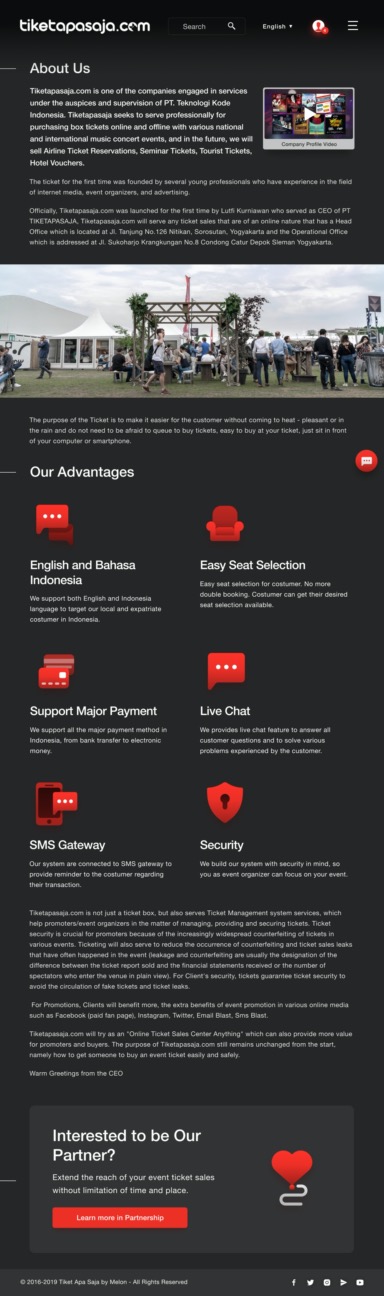 tiketapasaja.com
Search
English
About Us
Tiketapasaja.com is one of the companies engaged in services
under the auspices and supervision of PT. Teknologi Kode
Indonesia. Tiketapasaja seeks to serve professionally for
purchasing box tickets online and offline with various national
and international music concert events, and in the future, we will
sell Airline Ticket Reservations, Seminar Tickets, Tourist Tickets,
Hotel Vouchers.
Company Profile Video
The ticket for the first time was founded by several young professionals who have experience in the field
of internet media, event organizers, and advertising.
Officially, Tiketapasaja.com was launched for the first time by Lutfi Kurniawan who served as CEO of PT
TIKETAPASAJA, Tiketapasaja.com will serve any ticket sales that are of an online nature that has a Head
Office which is located at Jl. Tanjung No.126 Nitikan, Sorosutan, Yogyakarta and the Operational Office
which is addressed at Jl. Sukoharjo Krangkungan No.8 Condong Catur Depok Sleman Yogyakarta.
The purpose of the Ticket is to make it easier for the customer without coming to heat - pleasant or in
the rain and do not need to be afraid to queue to buy tickets, easy to buy at your ticket, just sit in front
of your computer or smartphone.
Our Advantages
English and Bahasa
Indonesia
We support both English and Indonesia
language to target our local and expatriate
costumer in Indonesia.
Easy Seat Selection
Easy seat selection for costumer. No more
double booking. Costumer can get their desired
seat selection available.
Support Major Payment
We support all the major payment method in
Indonesia, from bank transfer to electronic
money.
Live Chat
We provides live chat feature to answer all
customer questions and to solve various
problems experienced by the customer.
SMS Gateway
Our system are connected to SMS gateway to
provide reminder to the costumer regarding
their transaction.
Security
We build our system with security in mind, so
you as event organizer can focus on your event.
Tiketapasaja.com is not just a ticket box, but also serves Ticket Management system services, which
help promoters/event organizers in the matter of managing, providing and securing tickets. Ticket
security is crucial for promoters because of the increasingly widespread counterfeiting of tickets in
various events. Ticketing will also serve to reduce the occurrence of counterfeiting and ticket sales leaks
that have often happened in the event (leakage and counterfeiting are usually the designation of the
difference between the ticket report sold and the financial statements received or the number of
spectators who enter the venue in plain view). For Client's security, tickets guarantee ticket security to
avoid the circulation of fake tickets and ticket leaks.
For Promotions, Clients will benefit more, the extra benefits of event promotion in various online media
such as Facebook (paid fan page), Instagram, Twitter, Email Blast, Sms Blast.
Tiketapasaja.com will try as an "Online Ticket Sales Center Anything" which can also provide more value
for promoters and buyers. The purpose of Tiketapasaja.com still remains unchanged from the start,
namely how to get someone to buy an event ticket easily and safely.
Warm Greetings from the CEO
Interested to be Our
Partner?
Extend the reach of your event ticket sales
without limitation of time and place.
Learn more in Partnership
© 2016-2019 Tiket Apa Saja by Melon - All Rights Reserved